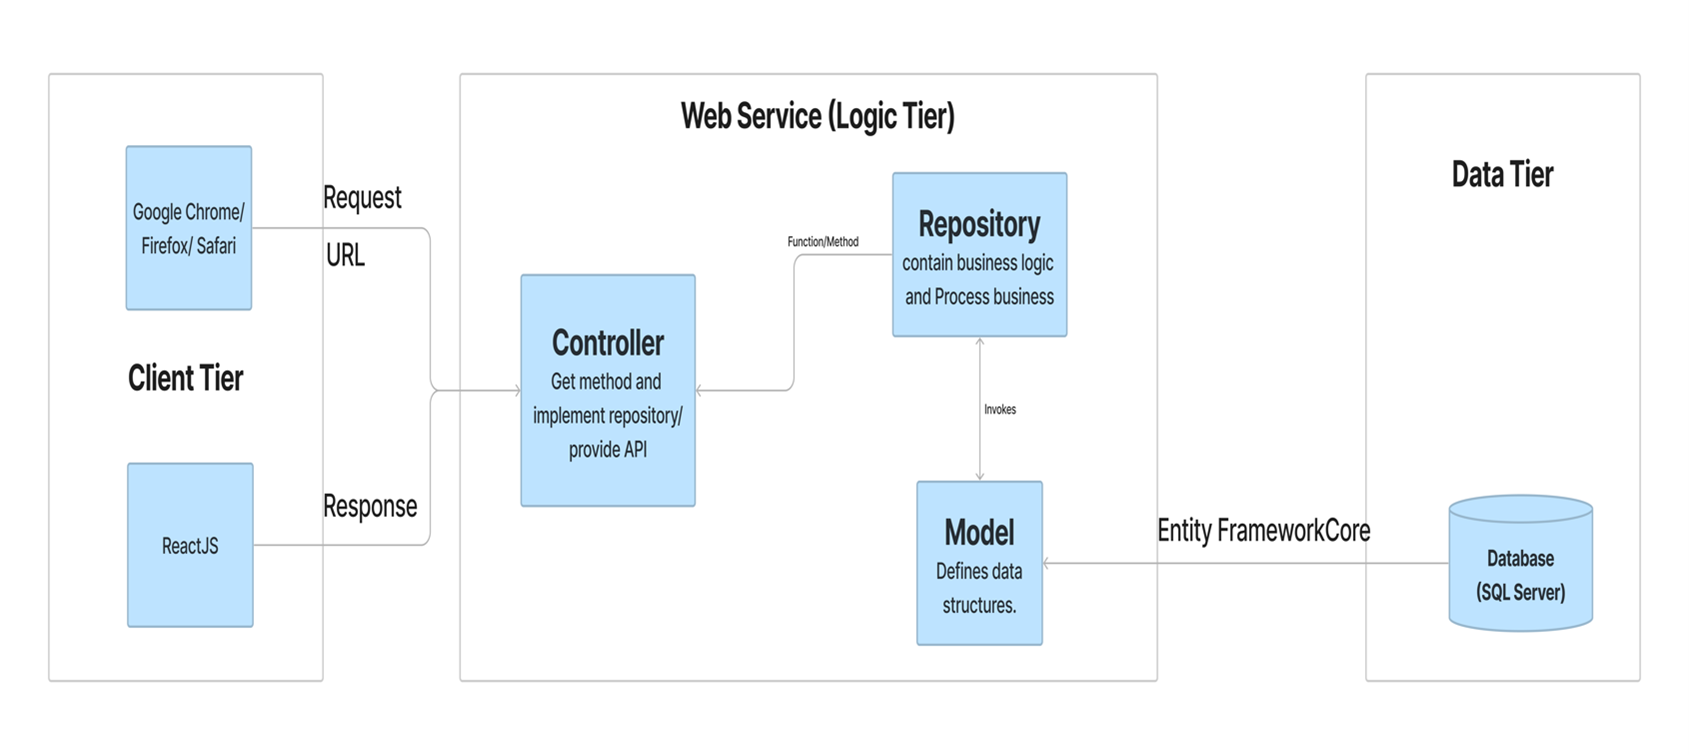 Google Chrome/
Firefox/ Safari
Client Tier
ReactJS
Request
URL
Response
Web Service (Logic Tier)
Controller
Get method and
implement repository/
provide API
Function/Method
Repository
contain business logic
and Process business
Invokes
Model
Defines data
structures.
Entity FrameworkCore
Data Tier
Database
(SQL Server)